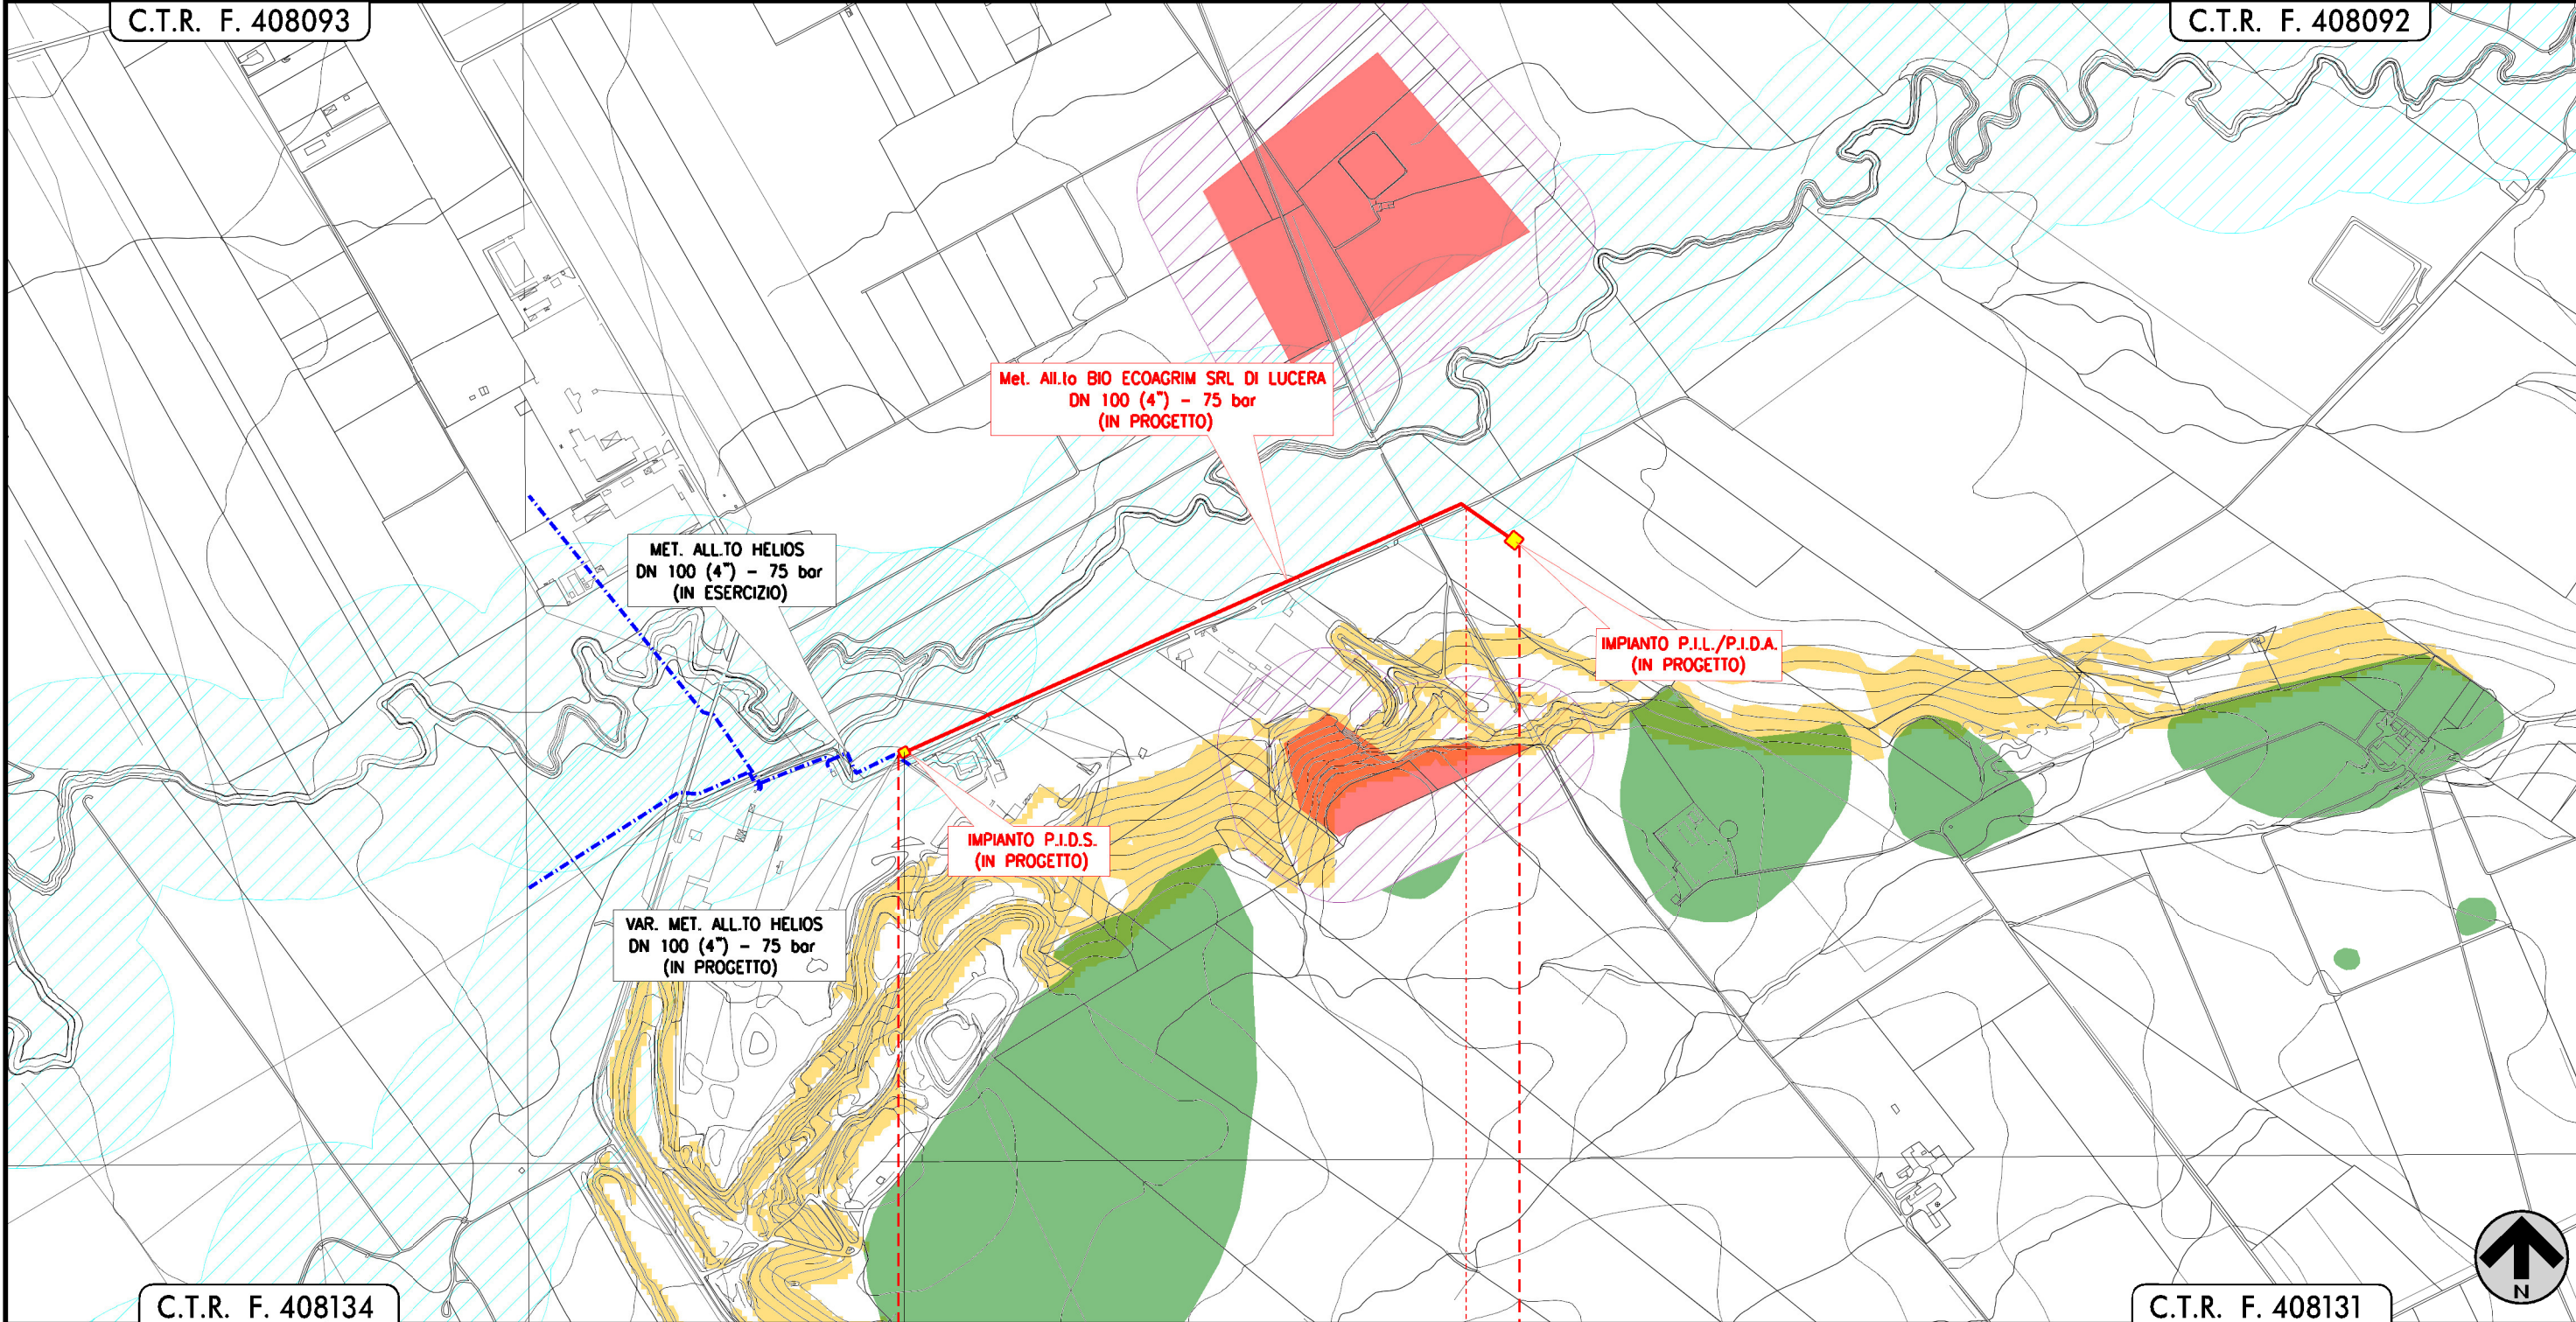 C.T.R. F. 408093
C.T.R. F. 408092
Met. All.to BIO ECOAGRIM SRL DI LUCERA
DN 100 (4") - 75 bar
(IN PROGETTO)
MET. ALL.TO HELIOS
DN 100 (4") - 75 bar
(IN ESERCIZIO)
IMPIANTO P.I.L./P.I.D.A.
(IN PROGETTO)
IMPIANTO P.I.D.S.
(IN PROGETTO)
VAR. MET. ALL.TO HELIOS
DN 100 (4") - 75 bar
(IN PROGETTO)
N
C.T.R. F. 408134
C.T.R. F. 408131